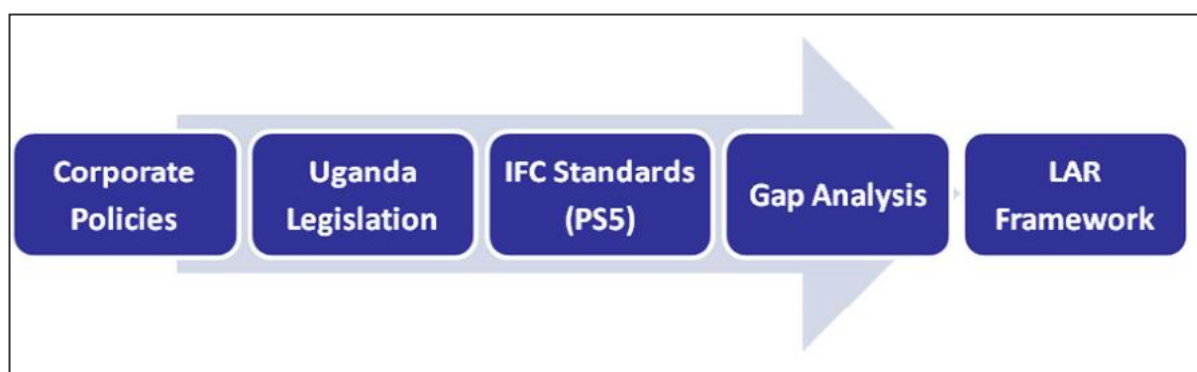 Corporate
Policies
Uganda
Legislation
IFC Standards
(PS5)
Gap Analysis
LAR
Framework